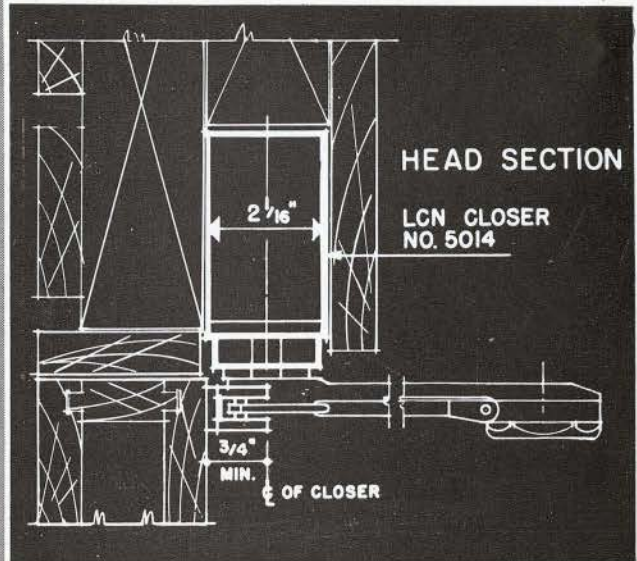 HEAD SECTION
LCN CLOSER
NO. 5014
2 1/16"
3/4"
MIN.
℄ OF CLOSER